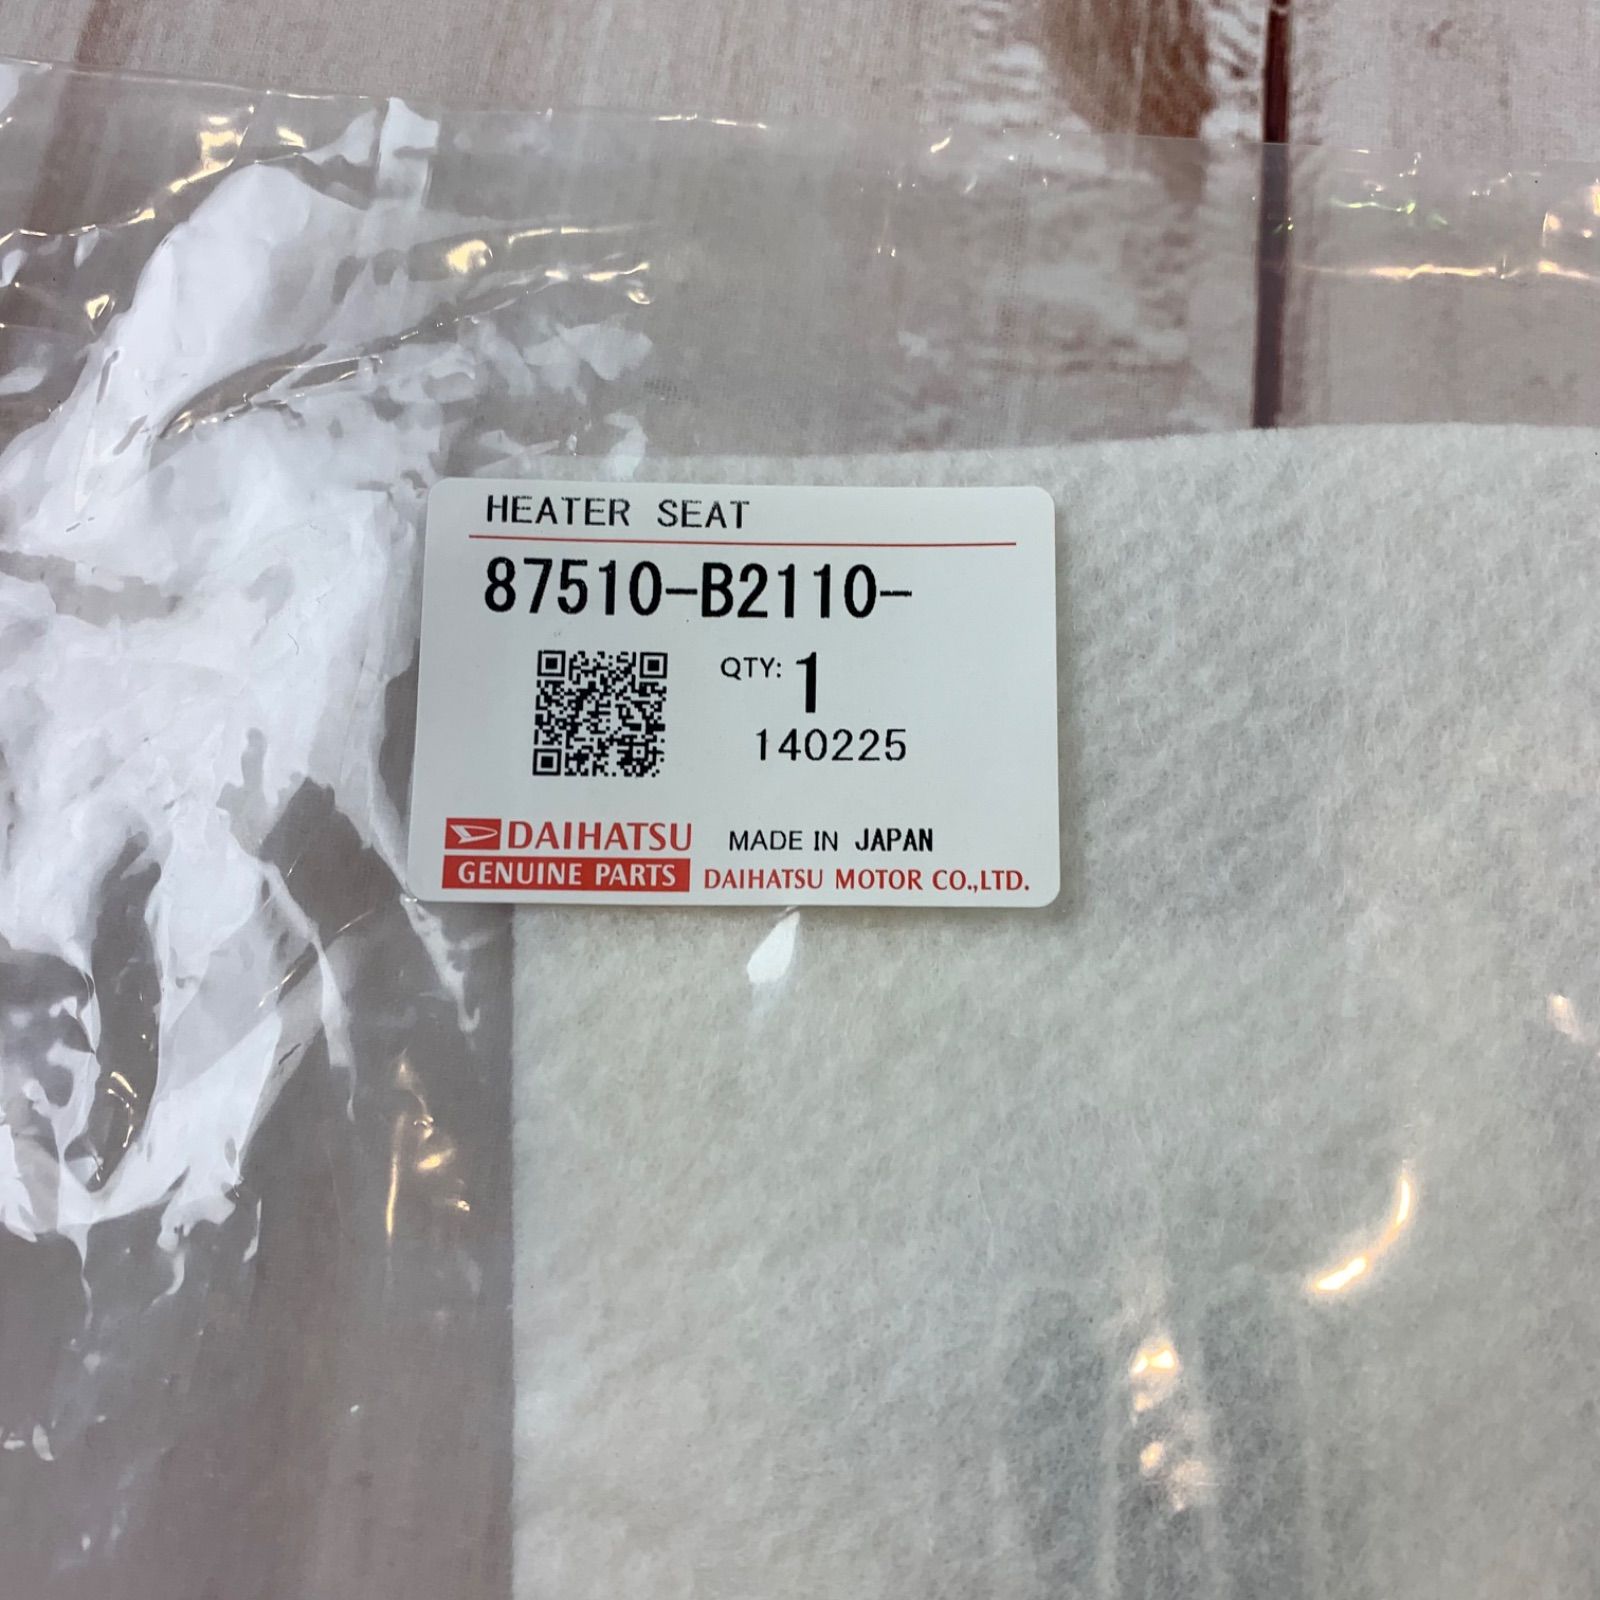 HEATER SEAT
87510-B2110-
QTY: 1
140225
DAIHATSU MADE IN JAPAN
GENUINE PARTS DAIHATSU MOTOR CO.,LTD.